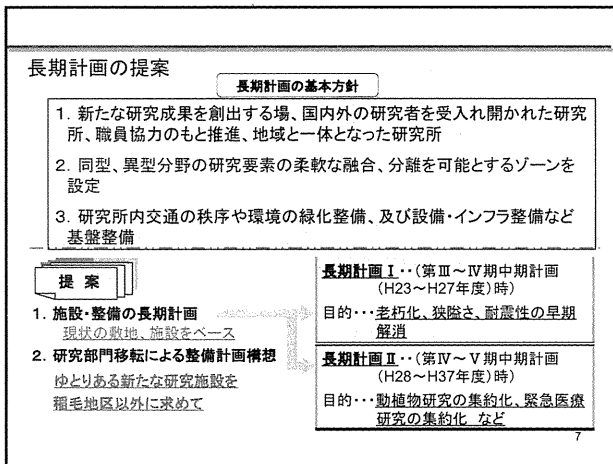 長期計画の提案
長期計画の基本方針
1. 新たな研究成果を創出する場、国内外の研究者を受入れ開かれた研究
所、職員協力のもと推進、地域と一体となった研究所
2. 同型、異型分野の研究要素の柔軟な融合、分離を可能とするゾーンを
設定
3. 研究所内交通の秩序や環境の緑化整備、及び設備・インフラ整備など
基盤整備
提 案
1. 施設・整備の長期計画
現状の敷地、施設をベース
2. 研究部門移転による整備計画構想
ゆとりある新たな研究施設を
稲毛地区以外に求めて
長期計画Ⅰ‥(第Ⅲ～Ⅳ期中期計画
(H23～H27年度)時)
目的･･･老朽化、狭隘さ、耐震性の早期
解消
長期計画Ⅱ‥(第Ⅳ～Ⅴ期中期計画
(H28～H37年度)時)
目的･･･動植物研究の集約化、緊急医療
研究の集約化 など
7